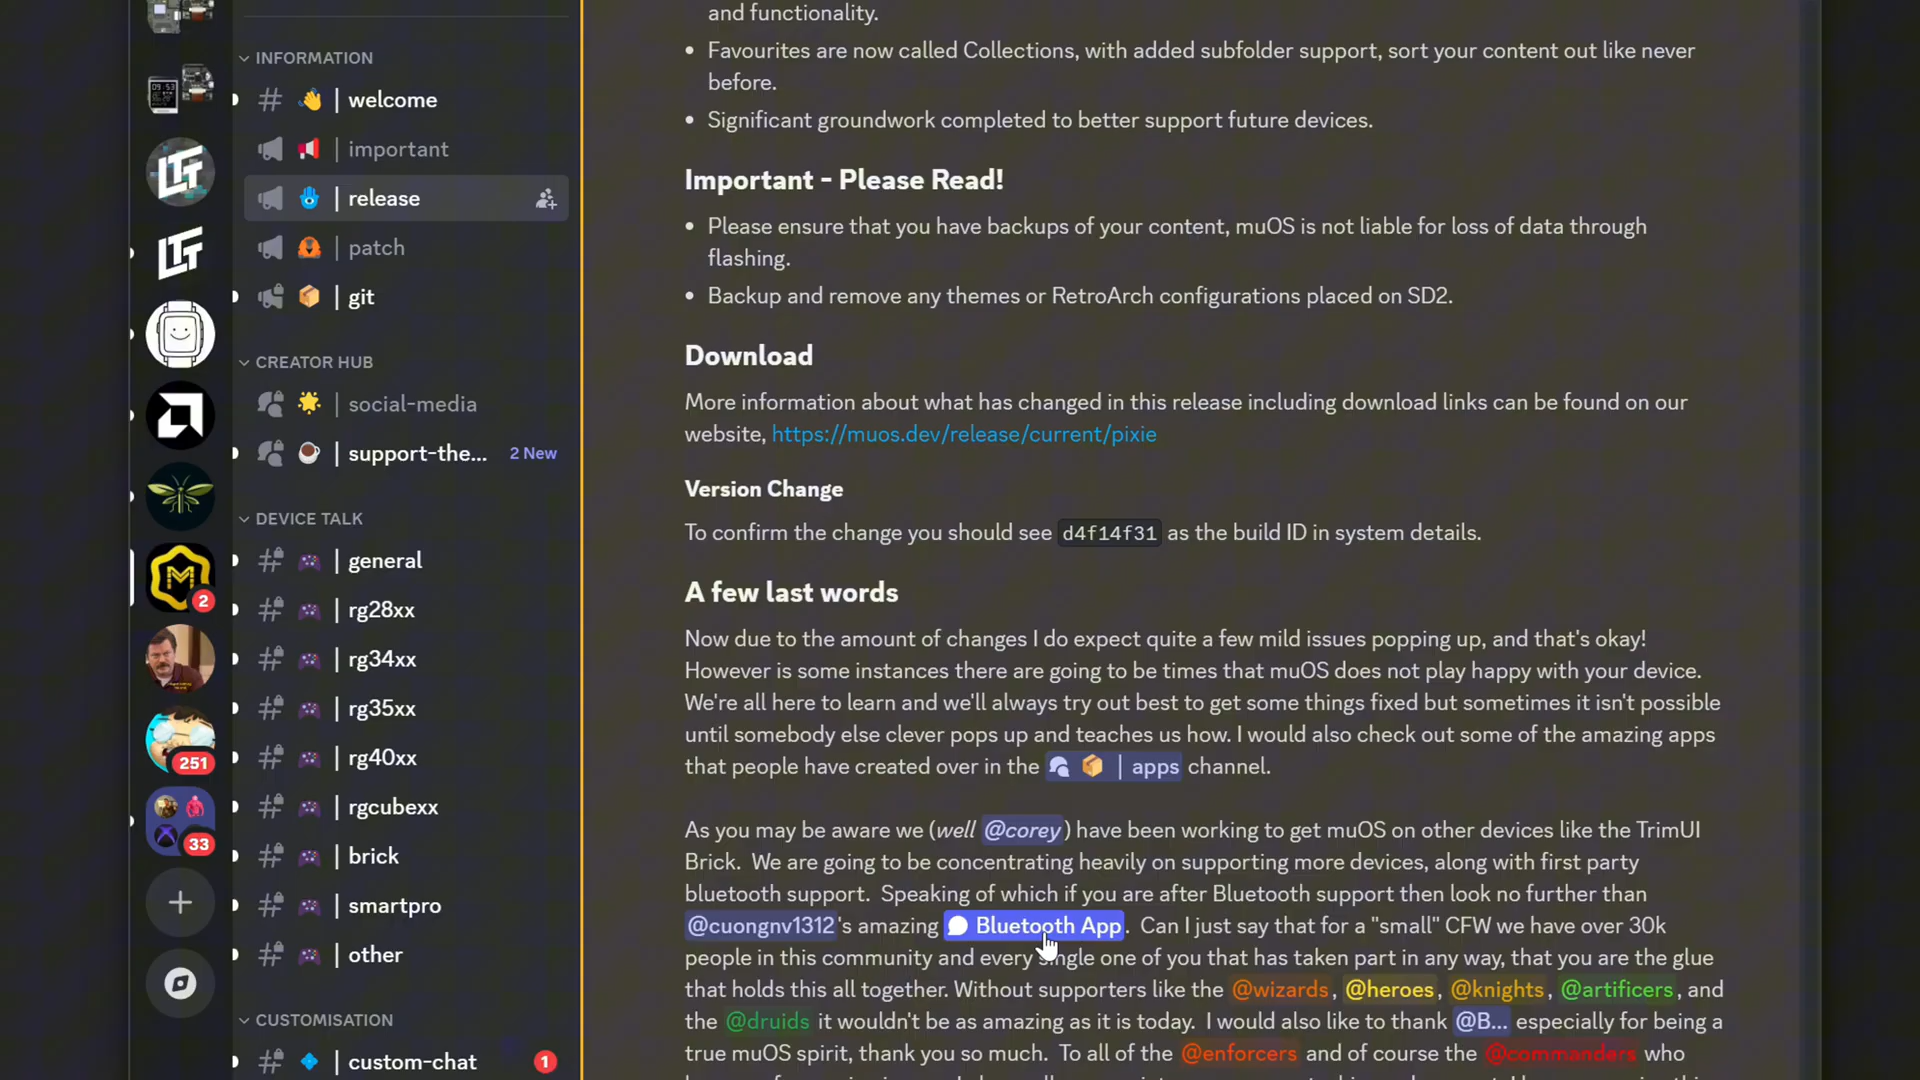 INFORMATION
| welcome
| important
| release
| patch
| git
CREATOR HUB
| social-media
| support-the... 2 New
DEVICE TALK
| general
| rg28xx
| rg34xx
| rg35xx
| rg40xx
| rgcubexx
| brick
| smartpro
| other
CUSTOMISATION
| custom-chat 1
09:53
LTT
LTT
M
2
251
33
and functionality.
• Favourites are now called Collections, with added subfolder support, sort your content out like never
before.
• Significant groundwork completed to better support future devices.
Important - Please Read!
• Please ensure that you have backups of your content, muOS is not liable for loss of data through
flashing.
• Backup and remove any themes or RetroArch configurations placed on SD2.
Download
More information about what has changed in this release including download links can be found on our
website, https://muos.dev/release/current/pixie
Version Change
To confirm the change you should see d4f14f31 as the build ID in system details.
A few last words
Now due to the amount of changes I do expect quite a few mild issues popping up, and that's okay!
However is some instances there are going to be times that muOS does not play happy with your device.
We're all here to learn and we'll always try out best to get some things fixed but sometimes it isn't possible
until somebody else clever pops up and teaches us how. I would also check out some of the amazing apps
that people have created over in the | apps channel.
As you may be aware we (well @corey) have been working to get muOS on other devices like the TrimUI
Brick. We are going to be concentrating heavily on supporting more devices, along with first party
bluetooth support. Speaking of which if you are after Bluetooth support then look no further than
@cuongnv1312's amazing Bluetooth App. Can I just say that for a "small" CFW we have over 30k
people in this community and every single one of you that has taken part in any way, that you are the glue
that holds this all together. Without supporters like the @wizards, @heroes, @knights, @artificers, and
the @druids it wouldn't be as amazing as it is today. I would also like to thank @B... especially for being a
true muOS spirit, thank you so much. To all of the @enforcers and of course the @commanders who